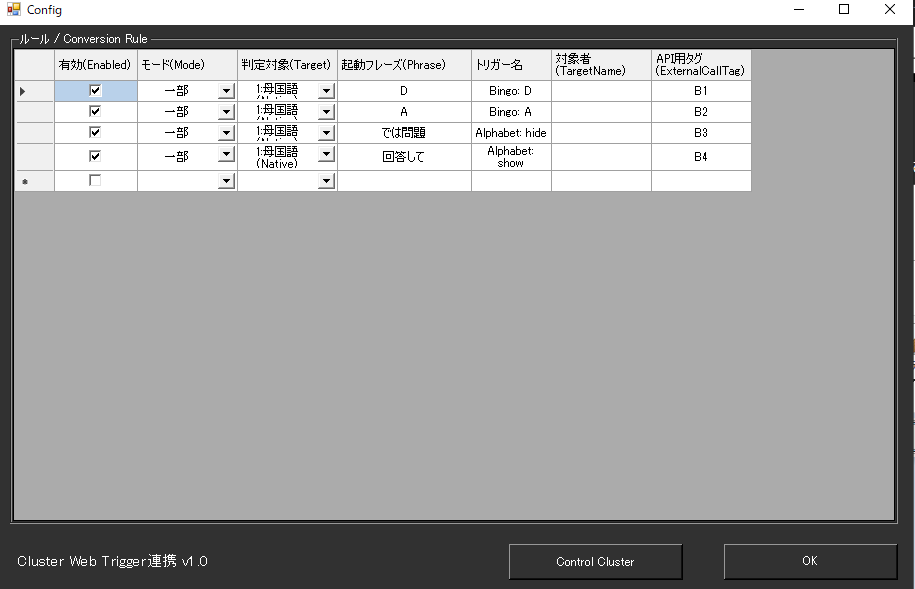 Config
ルール / Conversion Rule
有効(Enabled) モード(Mode) 判定対象(Target) 起動フレーズ(Phrase) トリガー名 対象者 (TargetName) API用タグ (ExternalCallTag)
一部 1:母国語 D Bingo: D B1
一部 1:母国語 A Bingo: A B2
一部 1:母国語 では問題 Alphabet: hide B3
一部 1:母国語 (Native) 回答して Alphabet: show B4
Cluster Web Trigger連携 v1.0
Control Cluster
OK